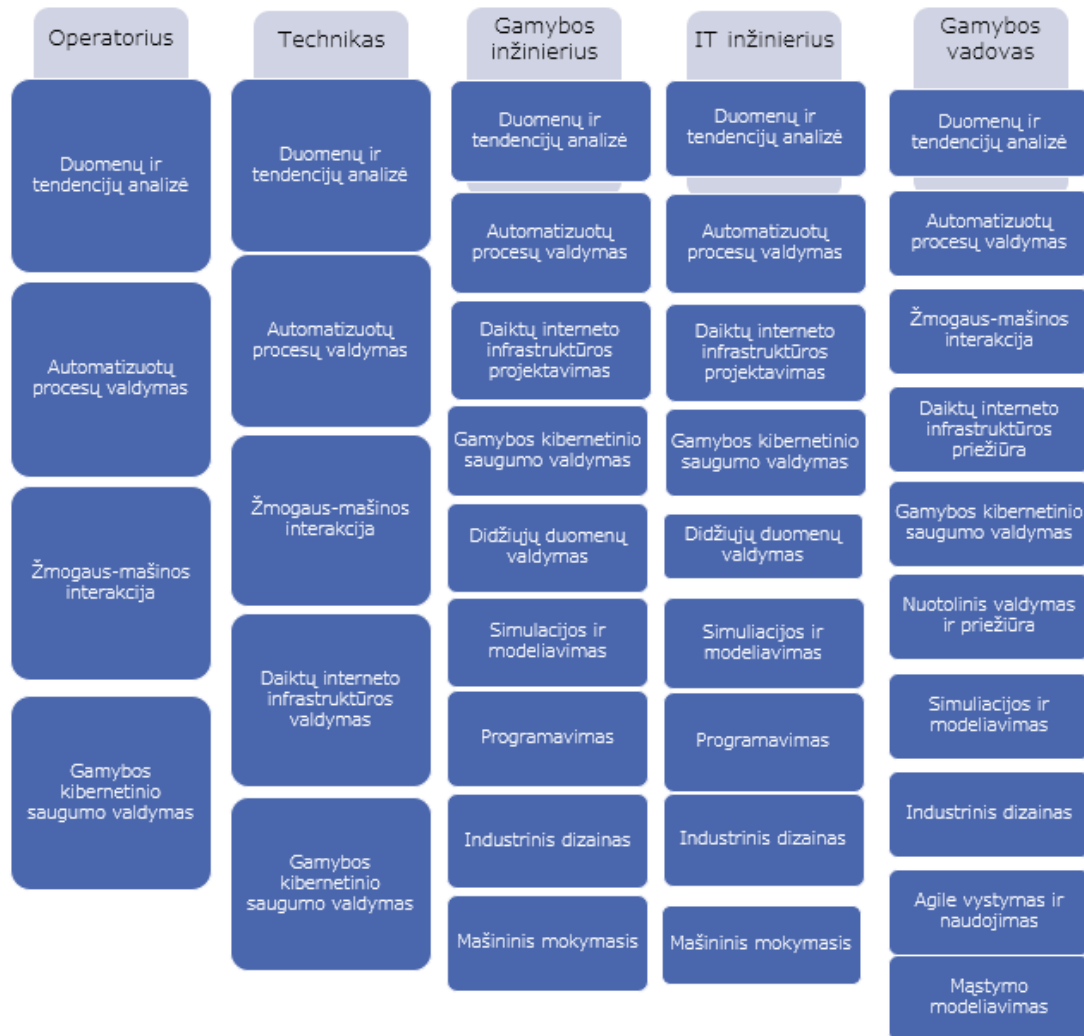 Operatorius
Duomenų ir
tendencijų analizė
Automatizuotų
procesų valdymas
Žmogaus-mašinos
interakcija
Gamybos
kibernetinio
saugumo valdymas
Technikas
Duomenų ir
tendencijų analizė
Automatizuotų
procesų valdymas
Žmogaus-mašinos
interakcija
Daiktų interneto
infrastruktūros
valdymas
Gamybos
kibernetinio
saugumo valdymas
Gamybos
inžinierius
Duomenų ir
tendencijų analizė
Automatizuotų
procesų valdymas
Daiktų interneto
infrastruktūros
projektavimas
Gamybos kibernetinio
saugumo valdymas
Didžiųjų duomenų
valdymas
Simulacijos ir
modeliavimas
Programavimas
Industrinis dizainas
Mašininis mokymasis
IT inžinierius
Duomenų ir
tendencijų analizė
Automatizuotų
procesų valdymas
Daiktų interneto
infrastruktūros
projektavimas
Gamybos kibernetinio
saugumo valdymas
Didžiųjų duomenų
valdymas
Simuliacijos ir
modeliavimas
Programavimas
Industrinis dizainas
Mašininis mokymasis
Gamybos
vadovas
Duomenų ir
tendencijų analizė
Automatizuotų
procesų valdymas
Žmogaus-mašinos
interakcija
Daiktų interneto
infrastruktūros
priežiūra
Gamybos kibernetinio
saugumo valdymas
Nuotolinis valdymas
ir priežiūra
Simuliacijos ir
modeliavimas
Industrinis dizainas
Agile vystymas ir
naudojimas
Mąstymo
modeliavimas